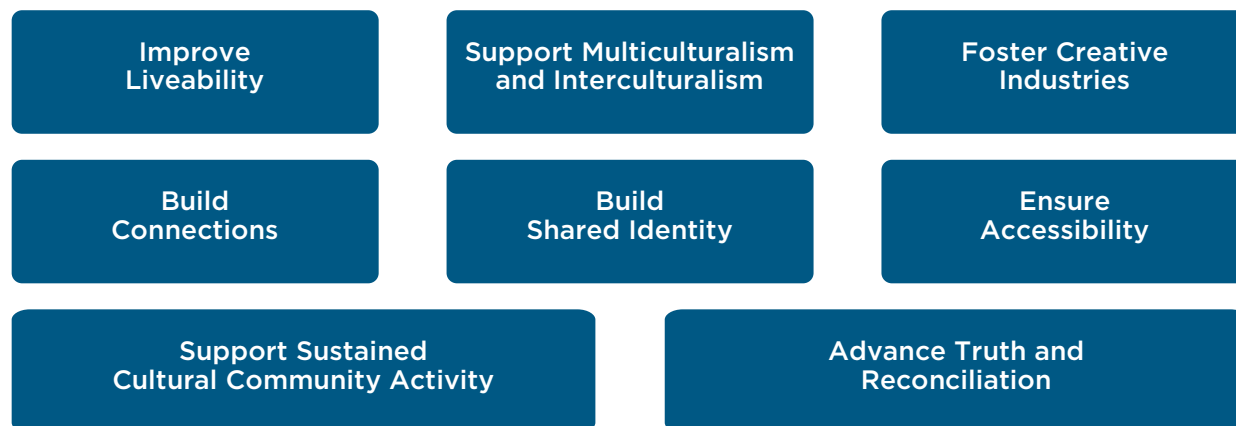 Improve
Liveability
Support Multiculturalism
and Interculturalism
Foster Creative
Industries
Build
Connections
Build
Shared Identity
Ensure
Accessibility
Support Sustained
Cultural Community Activity
Advance Truth and
Reconciliation